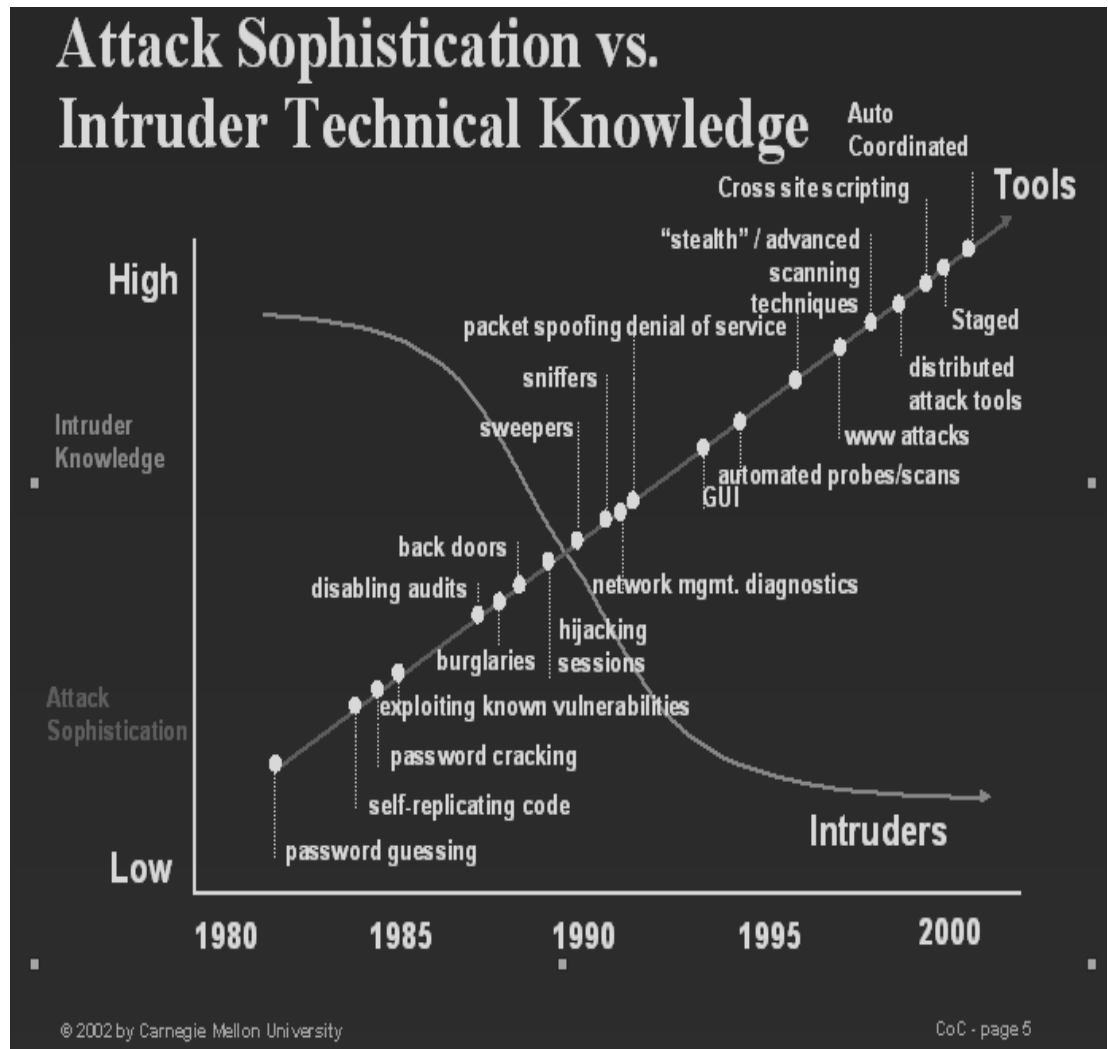 Attack Sophistication vs.
Intruder Technical Knowledge
Auto
Coordinated
Tools
Cross site scripting
“stealth” / advanced
scanning
techniques
High
packet spoofing denial of service
Staged
sniffers
distributed
attack tools
Intruder
Knowledge
sweepers
www attacks
automated probes/scans
GUI
back doors
disabling audits
network mgmt. diagnostics
hijacking
sessions
burglaries
Attack
Sophistication
exploiting known vulnerabilities
password cracking
self-replicating code
Intruders
password guessing
Low
1980 1985 1990 1995 2000
© 2002 by Carnegie Mellon University
CoC - page 5